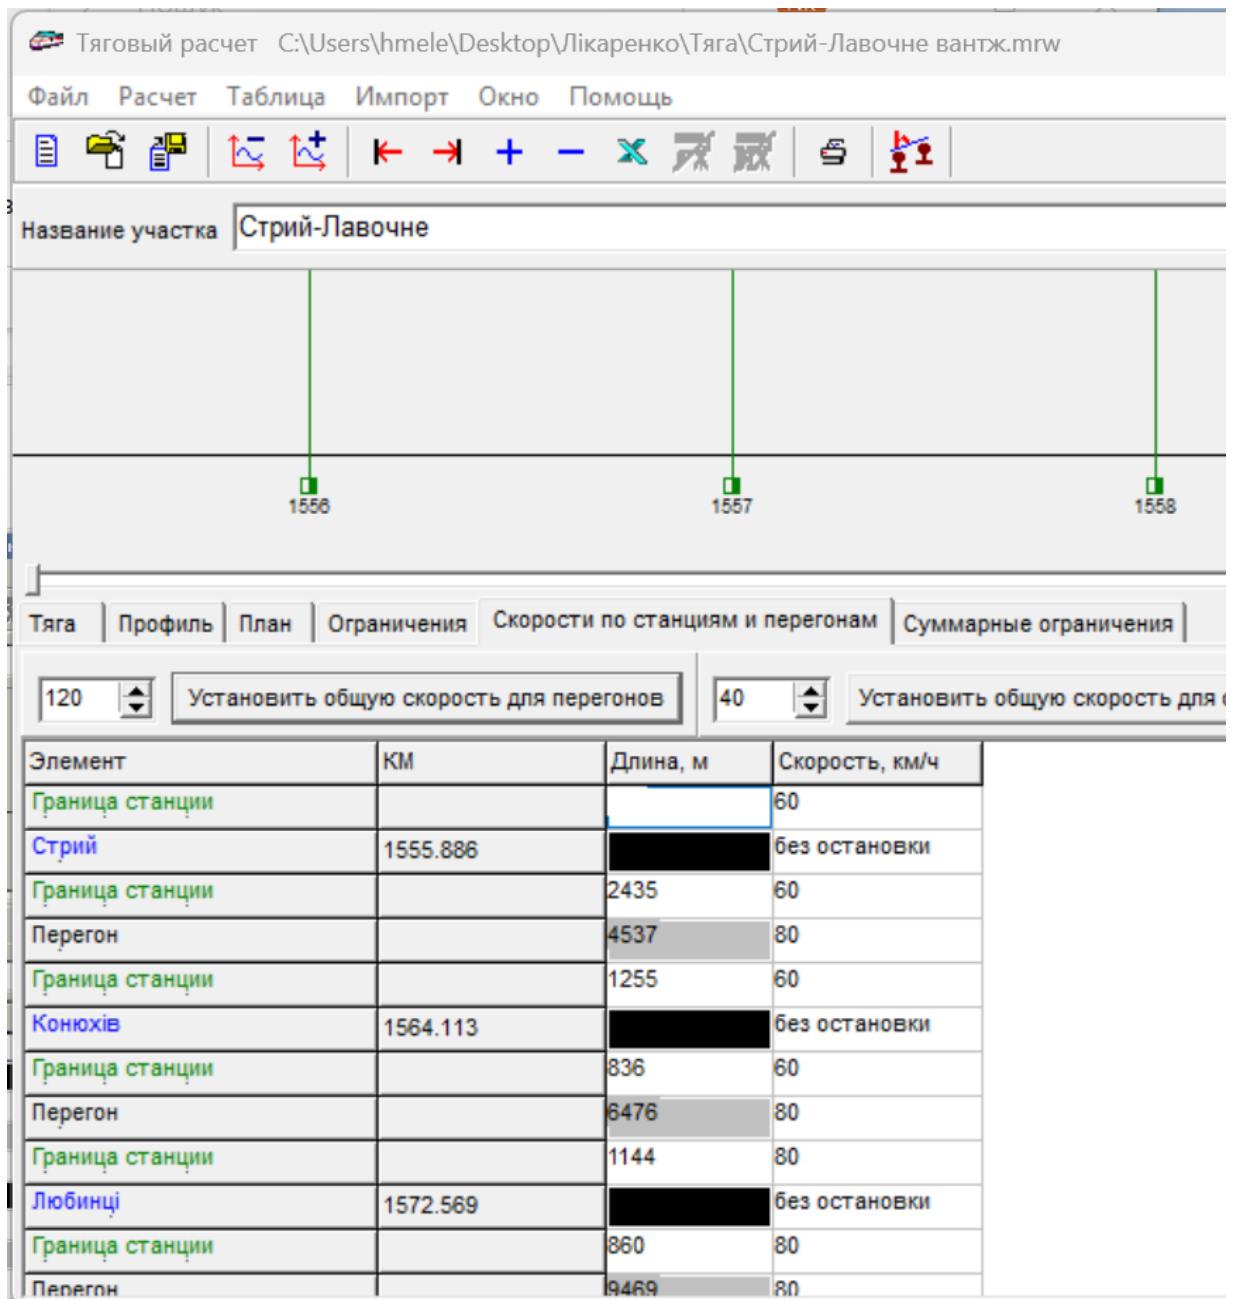 Тяговый расчет C:\Users\hmele\Desktop\Лікаренко\Тяга\Стрий-Лавочне вантж.mrw
Файл Расчет Таблица Импорт Окно Помощь
Название участка Стрий-Лавочне
1556 1557 1558
Тяга Профиль План Ограничения Скорости по станциям и перегонам Суммарные ограничения
120 Установить общую скорость для перегонов 40 Установить общую скорость для
Элемент КМ Длина, м Скорость, км/ч
Граница станции 60
Стрий 1555.886 без остановки
Граница станции 2435 60
Перегон 4537 80
Граница станции 1255 60
Конюхів 1564.113 без остановки
Граница станции 836 60
Перегон 6476 80
Граница станции 1144 80
Любинці 1572.569 без остановки
Граница станции 860 80
Перегон 9469 80